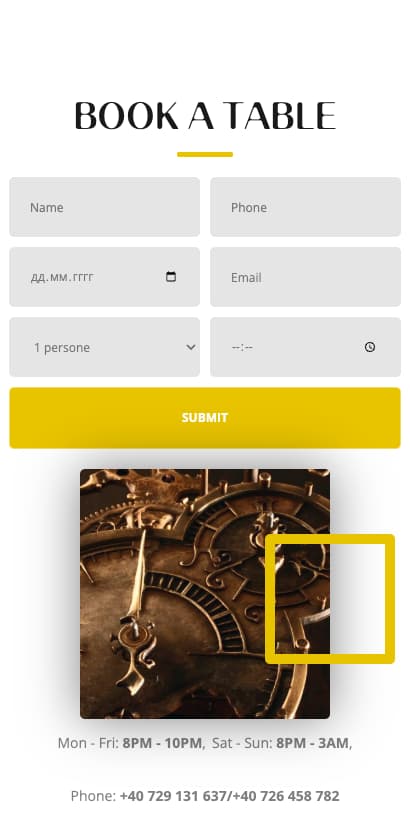 BOOK A TABLE
Name
Phone
дд.мм.гггг
Email
1 persone
--:--
SUBMIT
Mon - Fri: 8PM - 10PM, Sat - Sun: 8PM - 3AM,
Phone: +40 729 131 637/+40 726 458 782